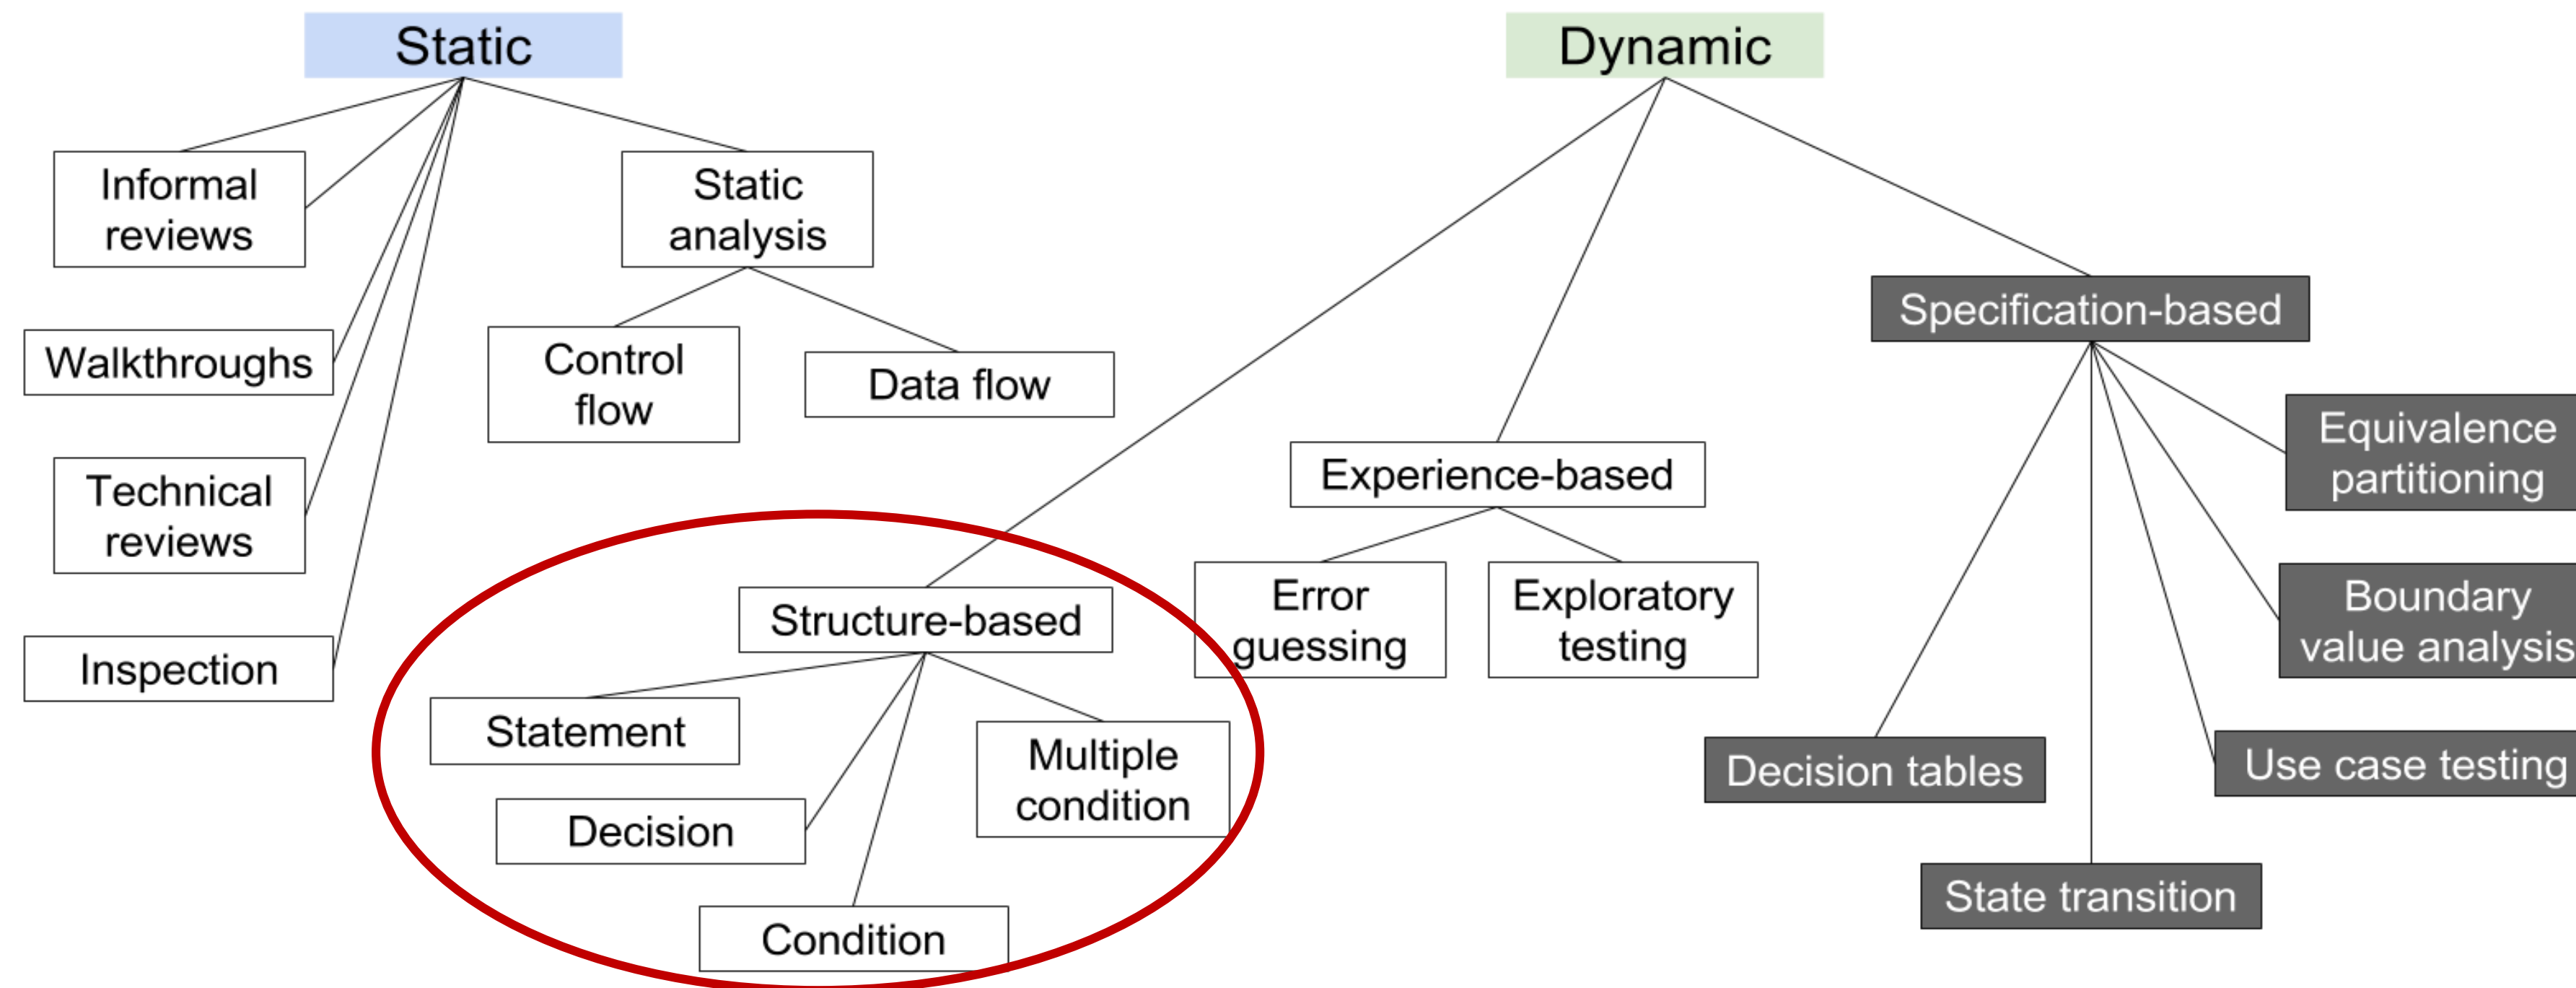 Static
Dynamic
Informal
reviews
Static
analysis
Specification-based
Walkthroughs
Control
flow
Data flow
Equivalence
partitioning
Technical
reviews
Experience-based
Error
guessing
Exploratory
testing
Boundary
value analysis
Inspection
Structure-based
Statement
Multiple
condition
Decision tables
Use case testing
Decision
State transition
Condition